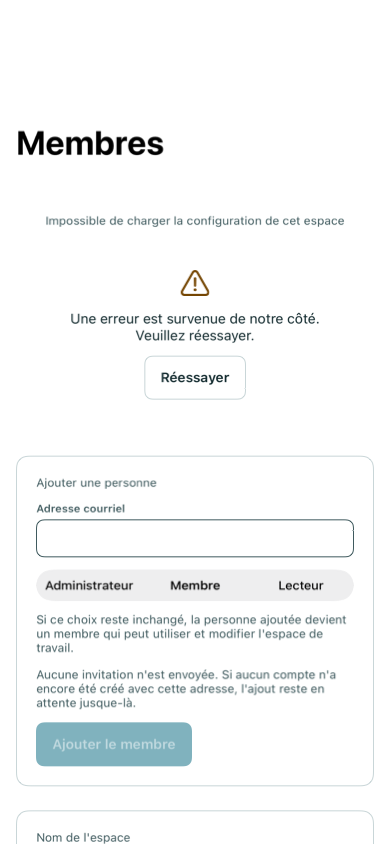 Membres
Impossible de charger la configuration de cet espace
Une erreur est survenue de notre côté.
Veuillez réessayer.
Réessayer
Ajouter une personne
Adresse courriel
Administrateur Membre Lecteur
Si ce choix reste inchangé, la personne ajoutée devient
un membre qui peut utiliser et modifier l'espace de
travail.
Aucune invitation n'est envoyée. Si aucun compte n'a
encore été créé avec cette adresse, l'ajout reste en
attente jusque-là.
Ajouter le membre
Nom de l'espace